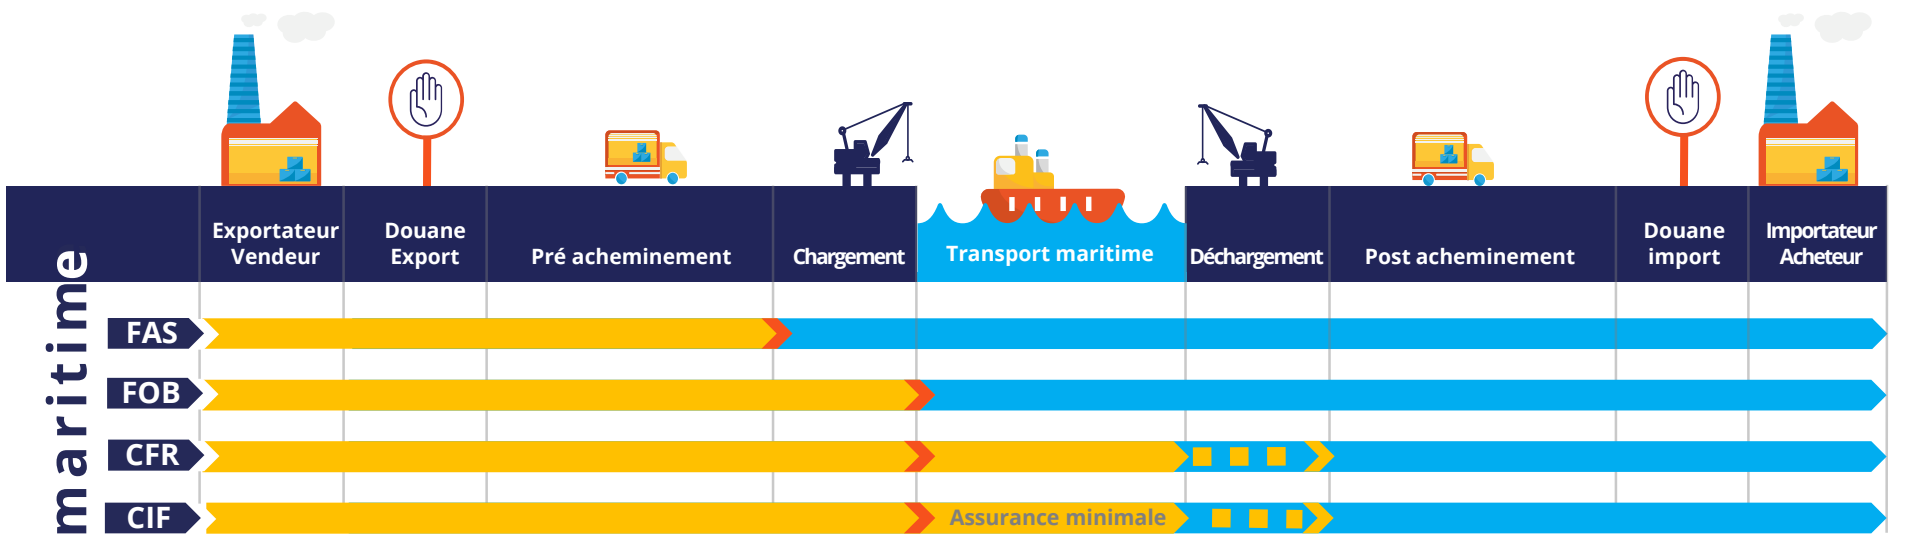 Exportateur
Vendeur
Douane
Export
Pré acheminement
Chargement
Transport maritime
Déchargement
Post acheminement
Douane
import
Importateur
Acheteur
maritime
FAS
FOB
CFR
CIF
Assurance minimale